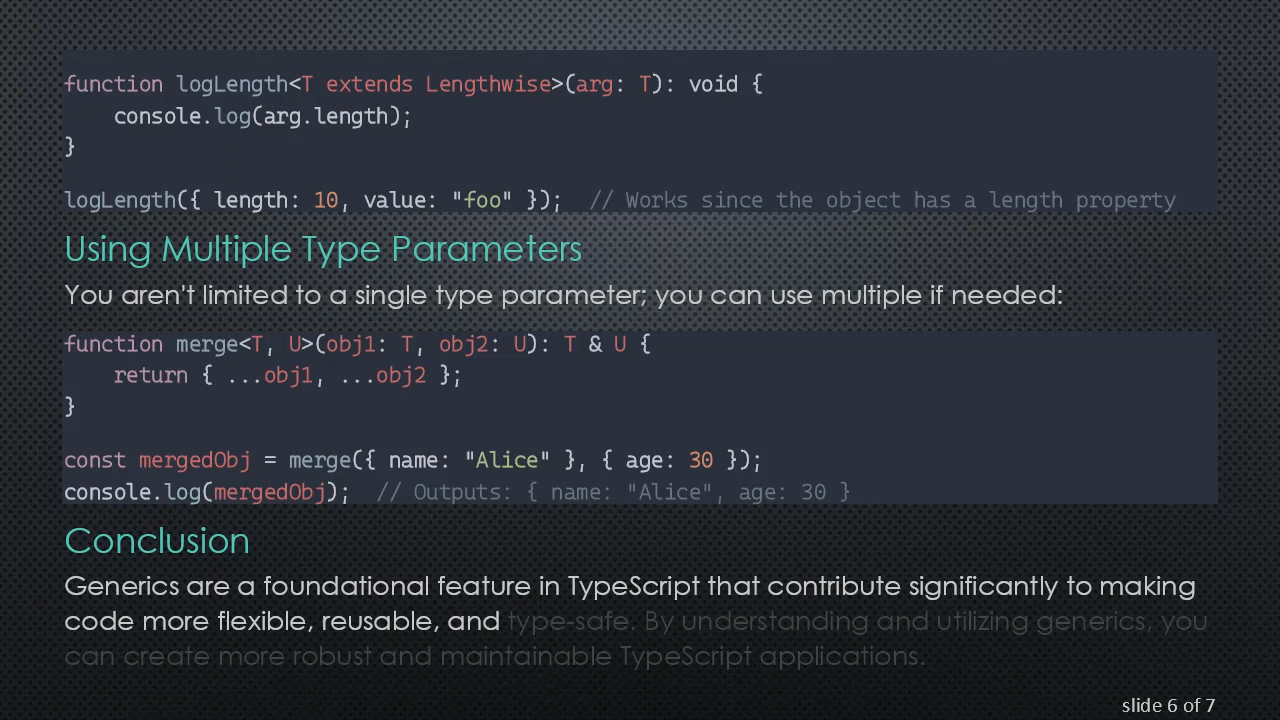 function logLength<T extends Lengthwise>(arg: T): void {
    console.log(arg.length);
}
logLength({ length: 10, value: "foo" });  // Works since the object has a length property
Using Multiple Type Parameters
You aren't limited to a single type parameter; you can use multiple if needed:
function merge<T, U>(obj1: T, obj2: U): T & U {
    return { ...obj1, ...obj2 };
}
const mergedObj = merge({ name: "Alice" }, { age: 30 });
console.log(mergedObj);  // Outputs: { name: "Alice", age: 30 }
Conclusion
Generics are a foundational feature in TypeScript that contribute significantly to making
code more flexible, reusable, and type-safe. By understanding and utilizing generics, you
can create more robust and maintainable TypeScript applications.
slide 6 of 7